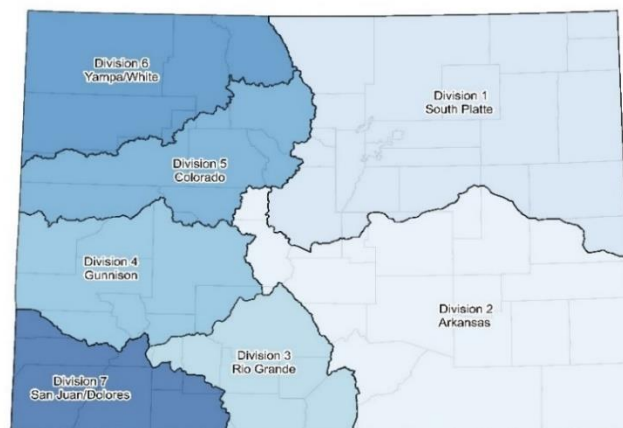 Division 6
Yampa/White
Division 1
South Platte
Division 5
Colorado
Division 4
Gunnison
Division 2
Arkansas
Division 3
Rio Grande
Division 7
San Juan/Dolores